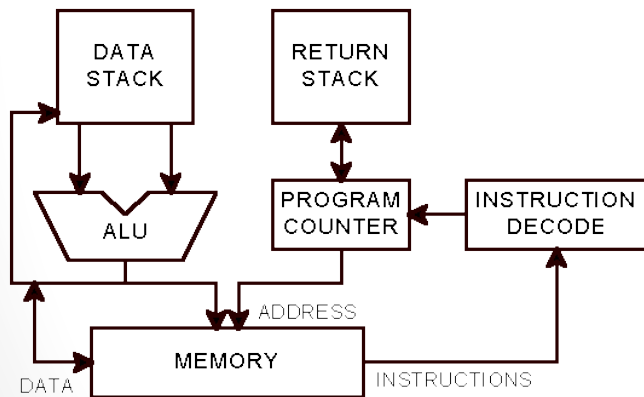 DATA
STACK
RETURN
STACK
ALU
PROGRAM
COUNTER
INSTRUCTION
DECODE
ADDRESS
MEMORY
DATA
INSTRUCTIONS